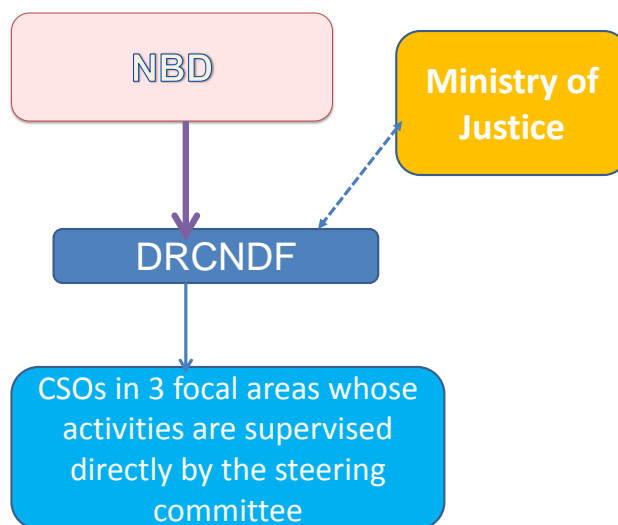 NBD
Ministry of
Justice
DRCNDF
CSOs in 3 focal areas whose
activities are supervised
directly by the steering
committee